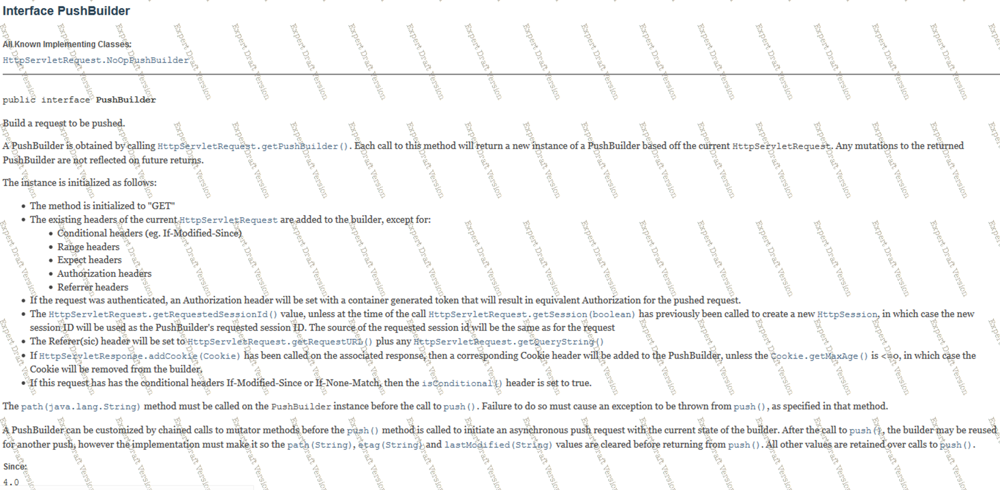 Interface PushBuilder
All Known Implementing Classes:
HttpServletRequest.NoOpPushBuilder
public interface PushBuilder
Build a request to be pushed.
A PushBuilder is obtained by calling HttpServletRequest.getPushBuilder(). Each call to this method will return a new instance of a PushBuilder based off the current HttpServletRequest. Any mutations to the returned
PushBuilder are not reflected on future returns.
The instance is initialized as follows:
• The method is initialized to "GET"
• The existing headers of the current HttpServletRequest are added to the builder, except for:
• Conditional headers (eg. If-Modified-Since)
• Range headers
• Expect headers
• Authorization headers
• Referrer headers
• If the request was authenticated, an Authorization header will be set with a container generated token that will result in equivalent Authorization for the pushed request.
• The HttpServletRequest.getRequestedSessionId() value, unless at the time of the call HttpServletRequest.getSession(boolean) has previously been called to create a new HttpSession, in which case the new
session ID will be used as the PushBuilder's requested session ID. The source of the requested session id will be the same as for the request
• The Referer(sic) header will be set to HttpServletRequest.getRequestURL() plus any HttpServletRequest.getQueryString()
• If HttpServletResponse.addCookie(Cookie) has been called on the associated response, then a corresponding Cookie header will be added to the PushBuilder, unless the Cookie.getMaxAge() is <=0, in which case the
Cookie will be removed from the builder.
• If this request has has the conditional headers If-Modified-Since or If-None-Match, then the isConditional() header is set to true.
The path(java.lang.String) method must be called on the PushBuilder instance before the call to push(). Failure to do so must cause an exception to be thrown from push(), as specified in that method.
A PushBuilder can be customized by chained calls to mutator methods before the push() method is called to initiate an asynchronous push request with the current state of the builder. After the call to push(), the builder may be reused
for another push, however the implementation must make it so the path(String), etag(String) and lastModified(String) values are cleared before returning from push(). All other values are retained over calls to push().
Since:
4.0
Expert Draft Version